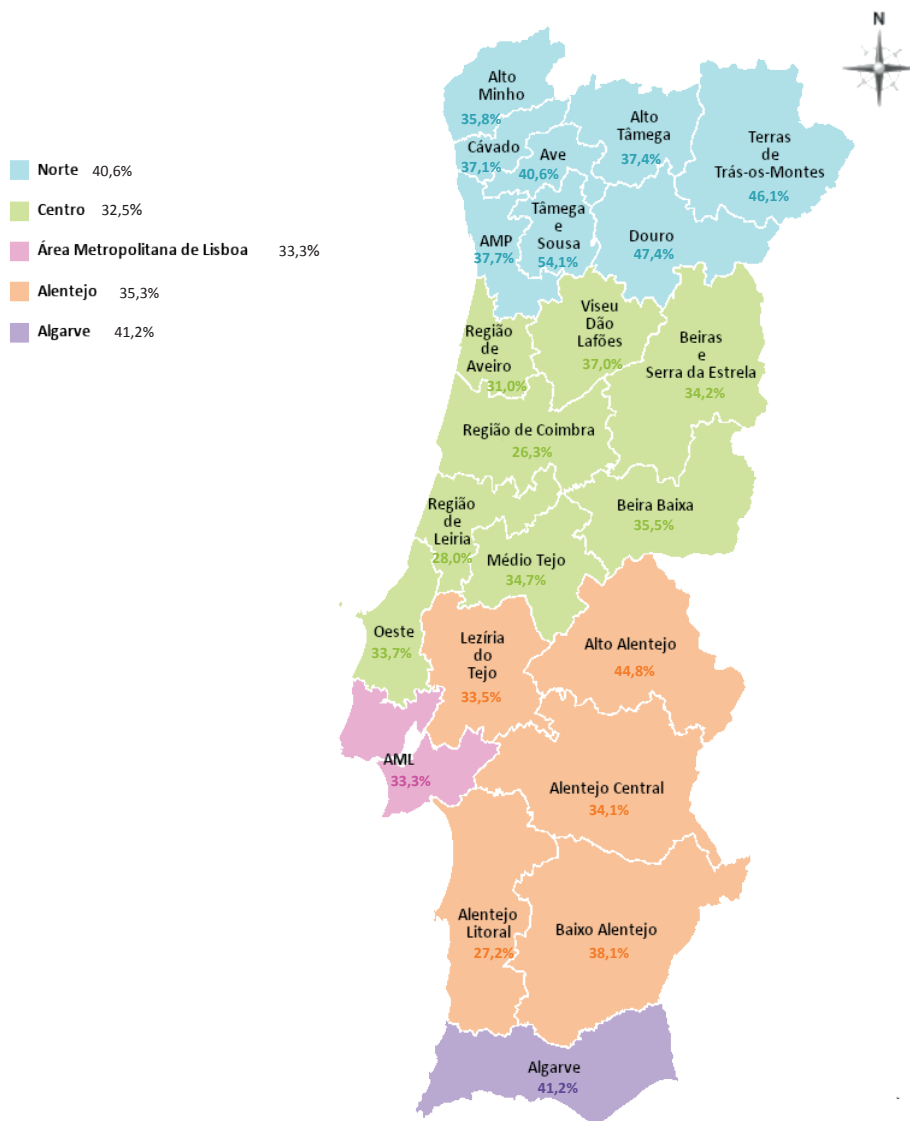 N
Norte 40,6%
Centro 32,5%
Área Metropolitana de Lisboa 33,3%
Alentejo 35,3%
Algarve 41,2%
Alto
Minho
35,8%
Cávado
37,1%
Ave
40,6%
Alto
Tâmega
37,4%
Terras
de
Trás-os-Montes
46,1%
AMP
37,7%
Tâmega
e
Sousa
54,1%
Douro
47,4%
Região
de
Aveiro
31,0%
Viseu
Dão
Lafões
37,0%
Beiras
e
Serra da Estrela
34,2%
Região de Coimbra
26,3%
Região
de
Leiria
28,0%
Médio Tejo
34,7%
Beira Baixa
35,5%
Oeste
33,7%
Lezíria
do
Tejo
33,5%
Alto Alentejo
44,8%
AML
33,3%
Alentejo Central
34,1%
Alentejo
Litoral
27,2%
Baixo Alentejo
38,1%
Algarve
41,2%